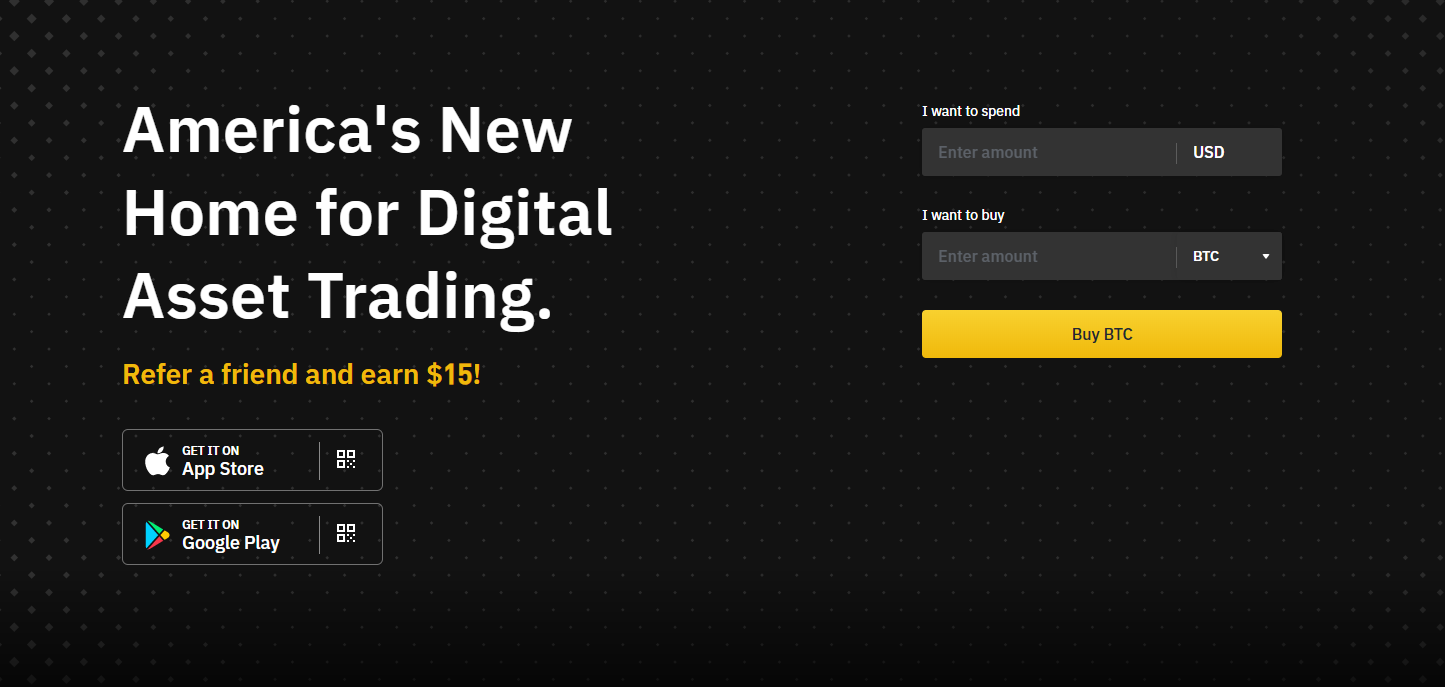 America's New
Home for Digital
Asset Trading.
Refer a friend and earn $15!
GET IT ON
App Store
GET IT ON
Google Play
I want to spend
Enter amount
USD
I want to buy
Enter amount
BTC
Buy BTC